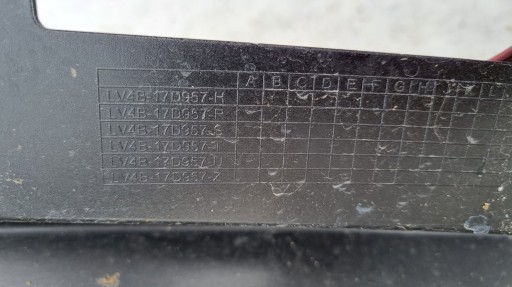 A B C D E F G H
LV4B-17D957-H
LV4B-17D957-R
LV4B-17D957-S
LV4B-17D957-T
LV4B-17D957-U
LV4B-17D957-Z